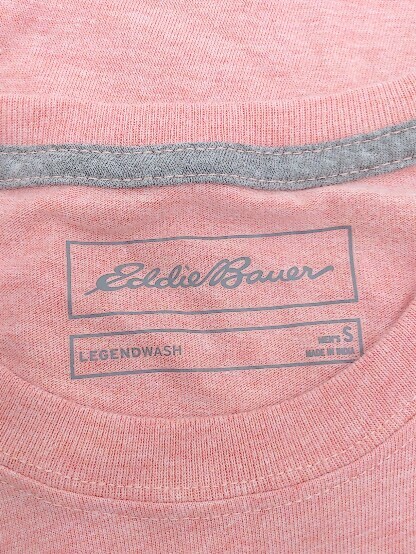 Eddie Bauer
LEGENDWASH
MEN'S S
MADE IN INDIA